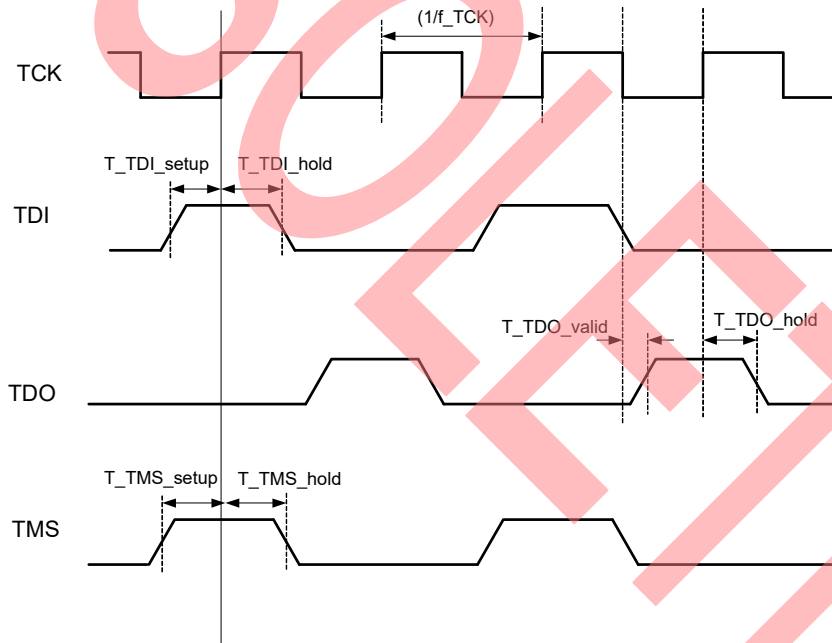 (1/f_TCK)
TCK
T_TDI_setup T_TDI_hold
TDI
T_TDO_valid T_TDO_hold
TDO
T_TMS_setup T_TMS_hold
TMS